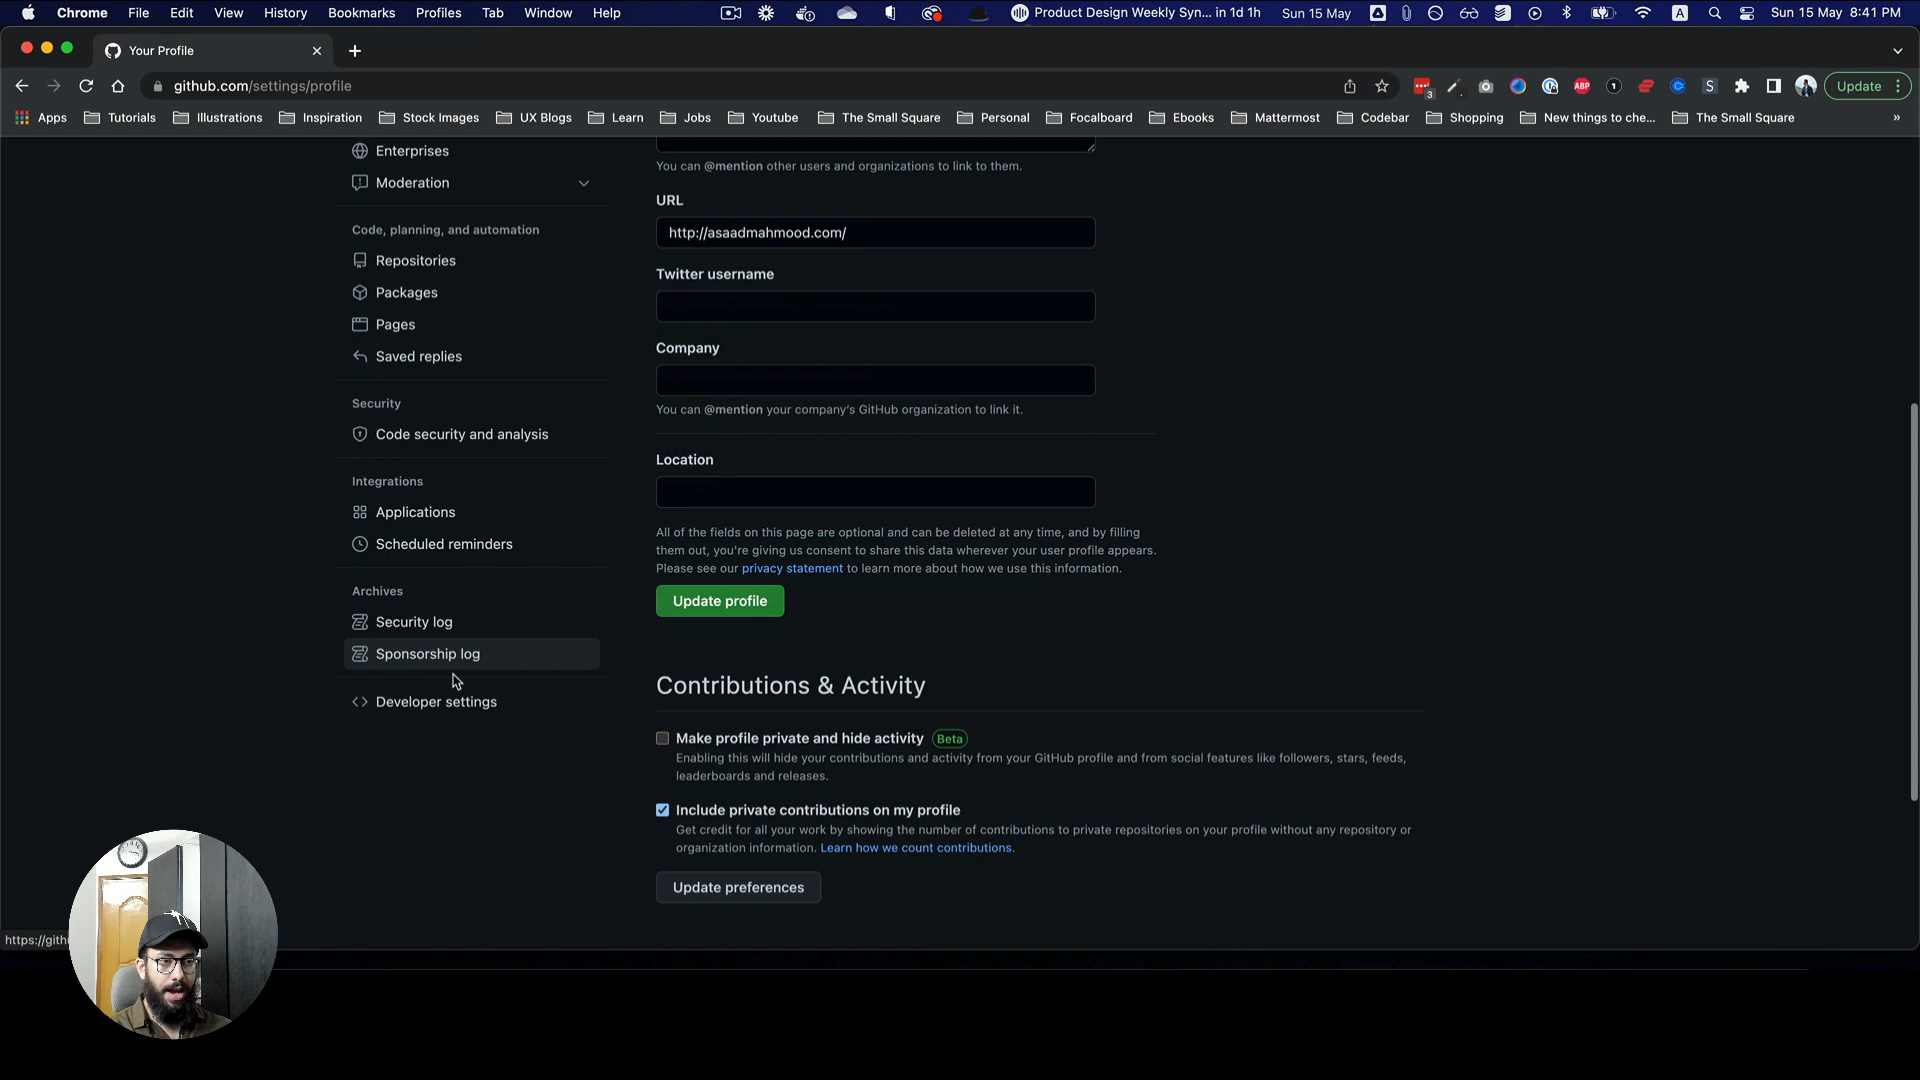 Chrome File Edit View History Bookmarks Profiles Tab Window Help Product Design Weekly Syn... in 1d 1h Sun 15 May A Sun 15 May 8:41 PM
Your Profile
github.com/settings/profile 3 ABP 1 S Update
Apps Tutorials Illustrations Inspiration Stock Images UX Blogs Learn Jobs Youtube The Small Square Personal Focalboard Ebooks Mattermost Codebar Shopping New things to che... The Small Square »
Enterprises
Moderation
Code, planning, and automation
Repositories
Packages
Pages
Saved replies
Security
Code security and analysis
Integrations
Applications
Scheduled reminders
Archives
Security log
Sponsorship log
Developer settings
You can @mention other users and organizations to link to them.
URL
http://asaadmahmood.com/
Twitter username
Company
You can @mention your company's GitHub organization to link it.
Location
All of the fields on this page are optional and can be deleted at any time, and by filling
them out, you're giving us consent to share this data wherever your user profile appears.
Please see our privacy statement to learn more about how we use this information.
Update profile
Contributions & Activity
Make profile private and hide activity Beta
Enabling this will hide your contributions and activity from your GitHub profile and from social features like followers, stars, feeds,
leaderboards and releases.
Include private contributions on my profile
Get credit for all your work by showing the number of contributions to private repositories on your profile without any repository or
organization information. Learn how we count contributions.
Update preferences
https://gith